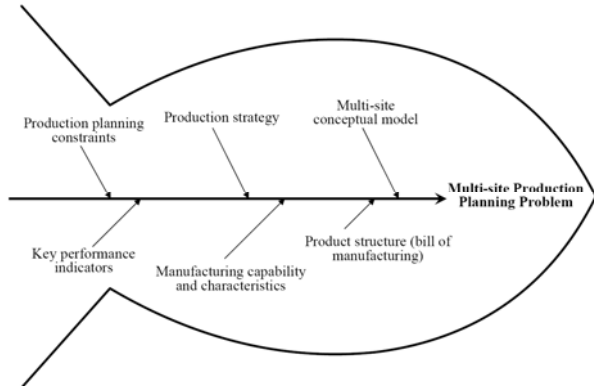 Production planning
constraints
Production strategy
Multi-site
conceptual model
Multi-site Production
Planning Problem
Key performance
indicators
Manufacturing capability
and characteristics
Product structure (bill of
manufacturing)